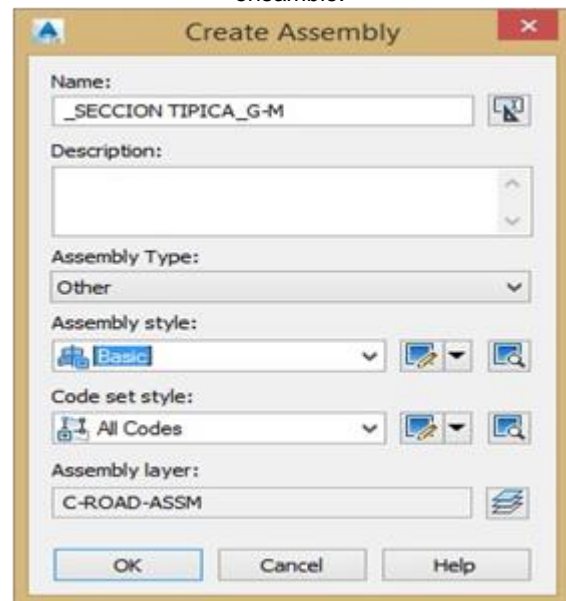 ensamble.
Create Assembly
Name:
_SECCION TIPICA_G-M
Description:
Assembly Type:
Other
Assembly style:
Basic
Code set style:
All Codes
Assembly layer:
C-ROAD-ASSM
OK Cancel Help